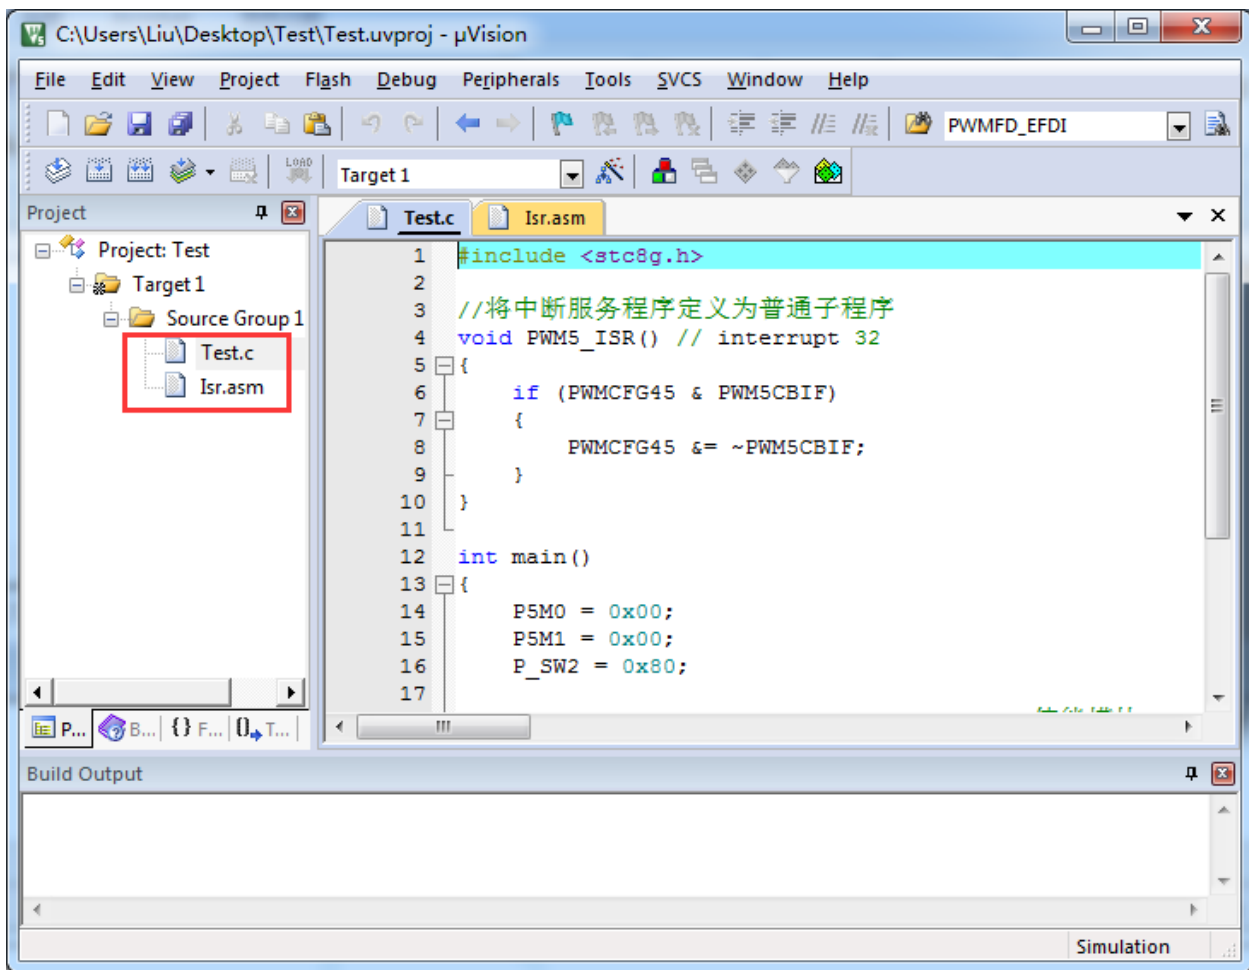 C:\Users\Liu\Desktop\Test\Test.uvproj - µVision
File Edit View Project Flash Debug Peripherals Tools SVCS Window Help
PWMFD_EFDI
LOAD Target 1
Project
Test.c Isr.asm
Project: Test
Target 1
Source Group 1
Test.c
Isr.asm
1 #include <stc8g.h>
2
3 //将中断服务程序定义为普通子程序
4 void PWM5_ISR() // interrupt 32
5 {
6 if (PWMCFG45 & PWM5CBIF)
7 {
8 PWMCFG45 &= ~PWM5CBIF;
9 }
10 }
11
12 int main()
13 {
14 P5M0 = 0x00;
15 P5M1 = 0x00;
16 P_SW2 = 0x80;
17
P... B... {} F... 0 T...
Build Output
Simulation